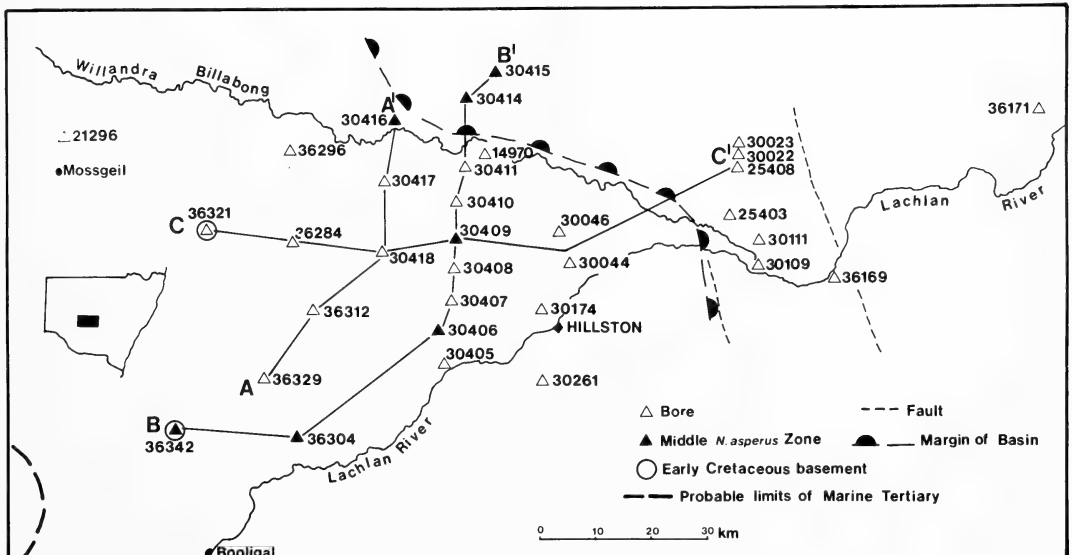 B'
30415
Willandra Billabong
30414
A'
36171
30416
21296
36296
14970
30023
30022
C'
25408
Mossgeil
30411
30417
Lachlan River
36321
30410
C
30046
25403
26284
30409
30111
30418
30408
30044
30109
36169
36312
30407
30174
30406
HILLSTON
30405
A
36329
30261
Bore
Fault
B
36342
36304
Middle N. asperus Zone
Margin of Basin
Lachlan River
Early Cretaceous basement
Probable limits of Marine Tertiary
0 10 20 30 km
Booligal